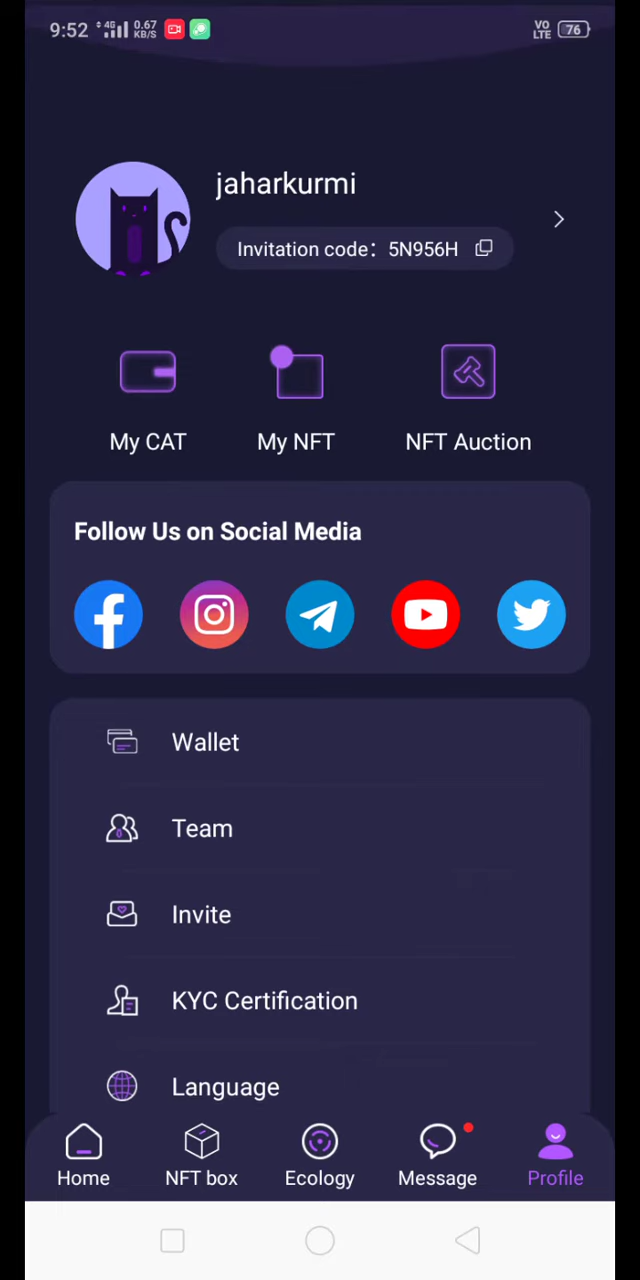 9:52 4G 0.67 KB/S VO LTE 76
jaharkurmi
Invitation code: 5N956H
My CAT My NFT NFT Auction
Follow Us on Social Media
Wallet
Team
Invite
KYC Certification
Language
Home NFT box Ecology Message Profile